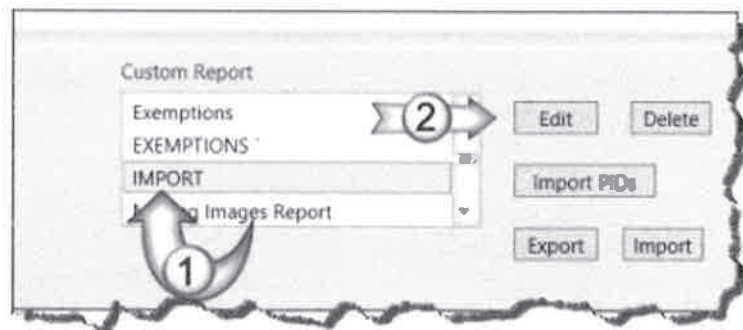 Custom Report
Exemptions
EXEMPTIONS
IMPORT
Images Report
2
Edit
Delete
Import PIDs
Export
Import
1